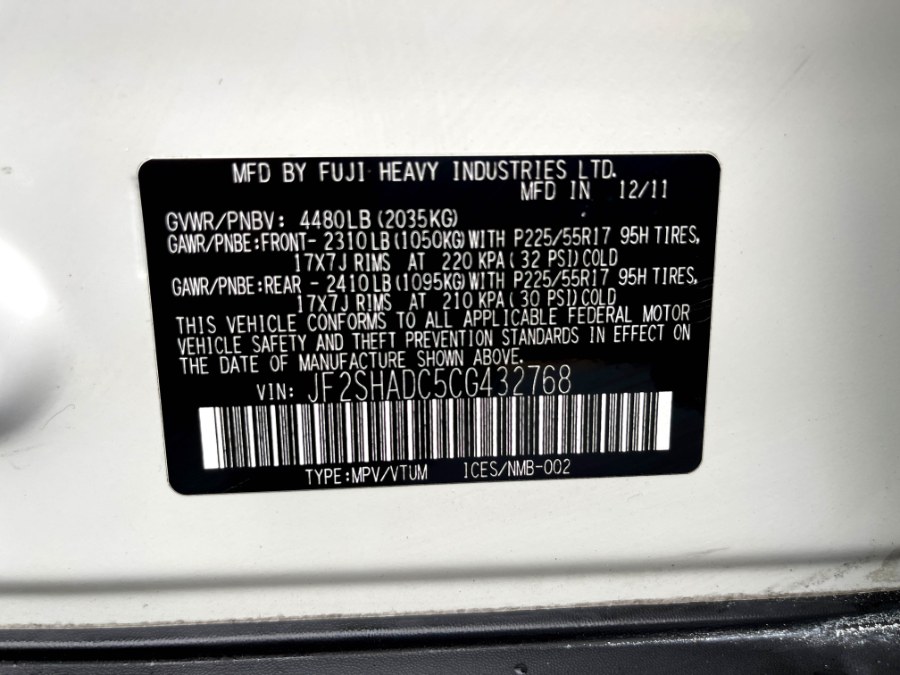 MFD BY FUJI HEAVY INDUSTRIES LTD.
MFD IN 12/11
GVWR/PNBV: 4480LB(2035KG)
GAWR/PNBE:FRONT- 2310LB(1050KG)WITH P225/55R17 95H TIRES,
17X7J RIMS AT 220 KPA(32 PSI)COLD
GAWR/PNBE:REAR - 2410LB(1095KG)WITH P225/55R17 95H TIRES,
17X7J RIMS AT 210 KPA(30 PSI)COLD
THIS VEHICLE CONFORMS TO ALL APPLICABLE FEDERAL MOTOR
VEHICLE SAFETY AND THEFT PREVENTION STANDARDS IN EFFECT ON
THE DATE OF MANUFACTURE SHOWN ABOVE.
VIN: JF2SHADC5CG432768
TYPE:MPV/VTUM ICES/NMB-002